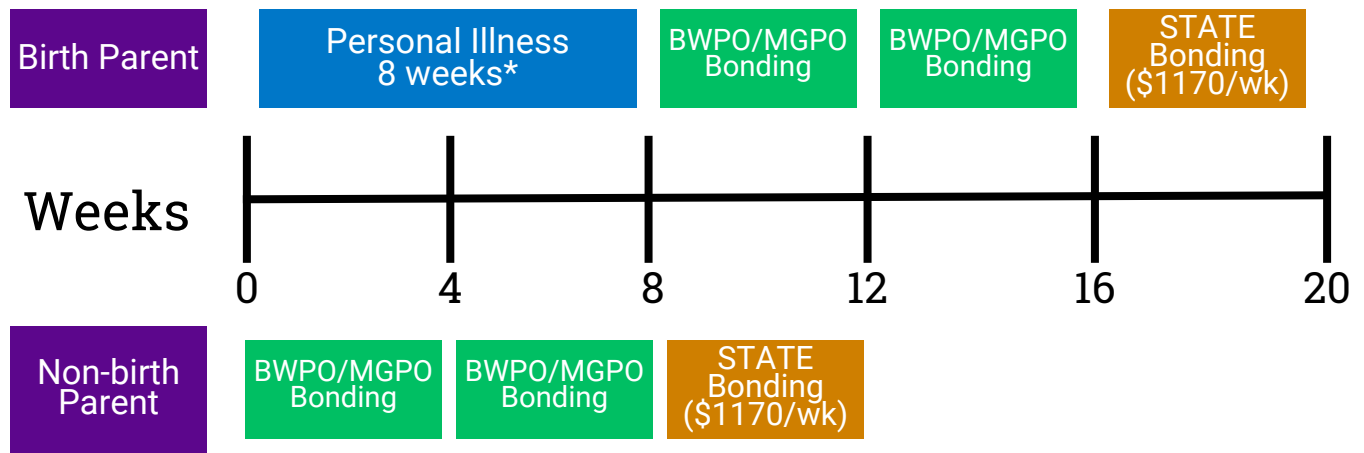 Birth Parent
Personal Illness
8 weeks*
BWPO/MGPO
Bonding
BWPO/MGPO
Bonding
STATE
Bonding
($1170/wk)
Weeks
0
4
8
12
16
20
Non-birth
Parent
BWPO/MGPO
Bonding
BWPO/MGPO
Bonding
STATE
Bonding
($1170/wk)